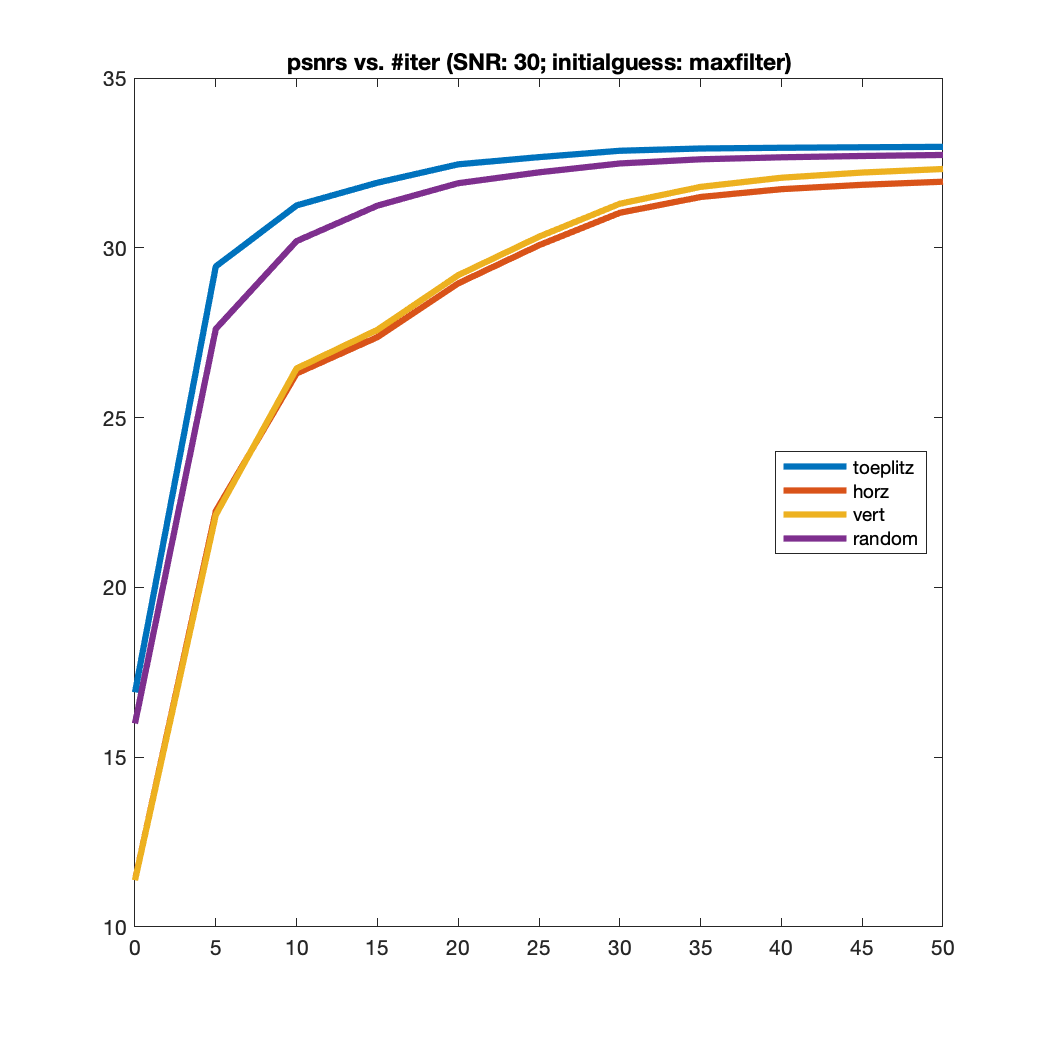 psnrs vs. #iter (SNR: 30; initialguess: maxfilter)
35
30
25
20
15
10
toeplitz
horz
vert
random
0 5 10 15 20 25 30 35 40 45 50